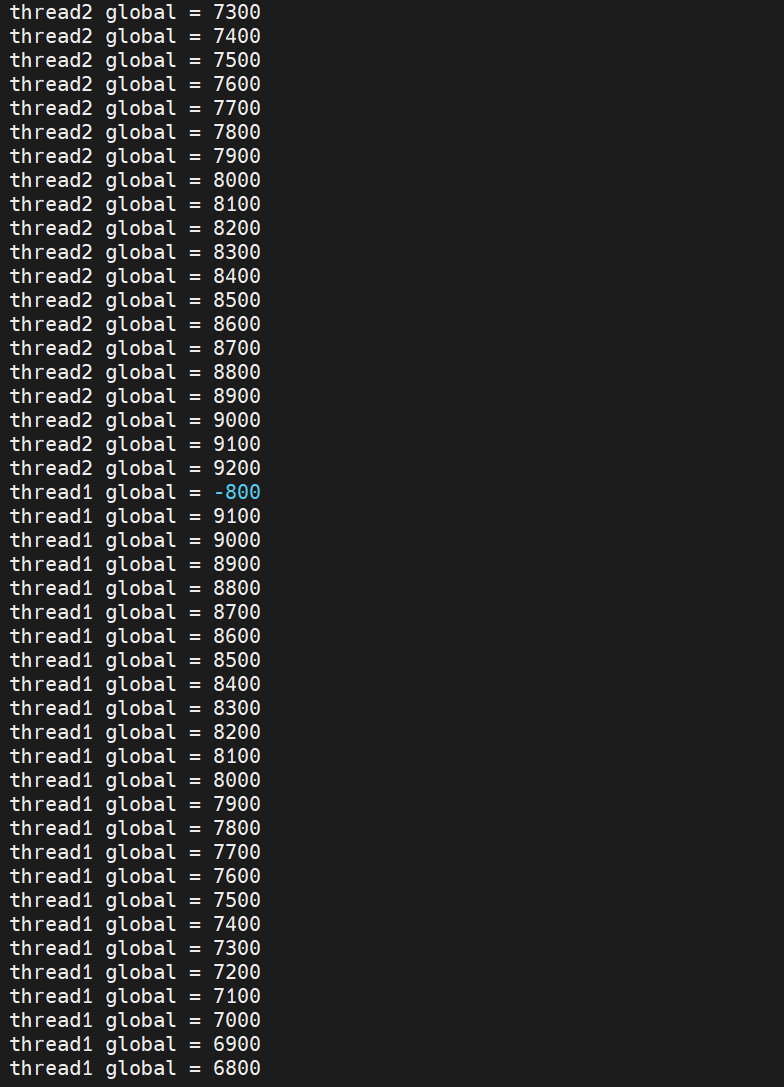 thread2 global = 7300
thread2 global = 7400
thread2 global = 7500
thread2 global = 7600
thread2 global = 7700
thread2 global = 7800
thread2 global = 7900
thread2 global = 8000
thread2 global = 8100
thread2 global = 8200
thread2 global = 8300
thread2 global = 8400
thread2 global = 8500
thread2 global = 8600
thread2 global = 8700
thread2 global = 8800
thread2 global = 8900
thread2 global = 9000
thread2 global = 9100
thread2 global = 9200
thread1 global = -800
thread1 global = 9100
thread1 global = 9000
thread1 global = 8900
thread1 global = 8800
thread1 global = 8700
thread1 global = 8600
thread1 global = 8500
thread1 global = 8400
thread1 global = 8300
thread1 global = 8200
thread1 global = 8100
thread1 global = 8000
thread1 global = 7900
thread1 global = 7800
thread1 global = 7700
thread1 global = 7600
thread1 global = 7500
thread1 global = 7400
thread1 global = 7300
thread1 global = 7200
thread1 global = 7100
thread1 global = 7000
thread1 global = 6900
thread1 global = 6800